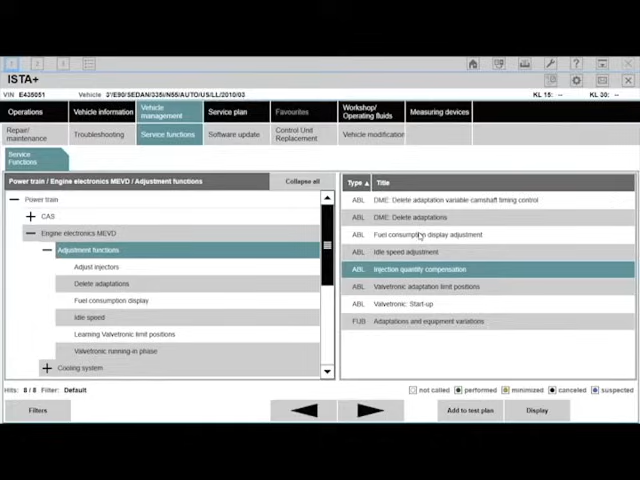 1 2 3
ISTA+
VIN E435051 Vehicle 3'/E90/SEDAN/335i/N55/AUTO/US/LL/2010/03 KL 15: -- KL 30: --
Operations Vehicle information Vehicle management Service plan Favourites Workshop/ Operating fluids Measuring devices
Repair/ maintenance Troubleshooting Service functions Software update Control Unit Replacement Vehicle modification
Service Functions
Power train / Engine electronics MEVD / Adjustment functions Collapse all
Type Title
Power train
CAS
Engine electronics MEVD
Adjustment functions
Adjust injectors
Delete adaptations
Fuel consumption display
Idle speed
Learning Valvetronic limit positions
Valvetronic running-in phase
Cooling system
ABL DME: Delete adaptation variable camshaft timing control
ABL DME: Delete adaptations
ABL Fuel consumption display adjustment
ABL Idle speed adjustment
ABL Injection quantity compensation
ABL Valvetronic adaptation limit positions
ABL Valvetronic: Start-up
FUB Adaptations and equipment variations
Hits: 8 / 8 Filter: Default
not called performed minimized canceled suspected
Filters Add to test plan Display